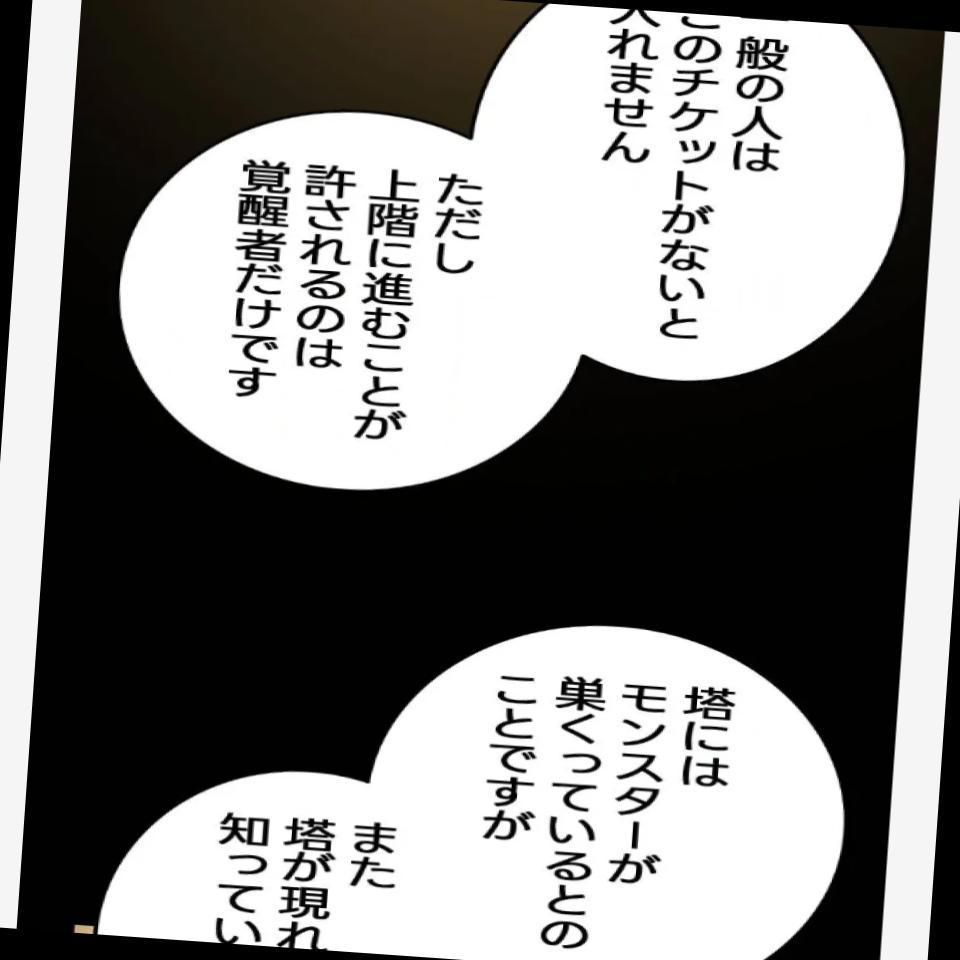 一般の人は
このチケットがないと
入れません
ただし
上階に進むことが
許されるのは
覚醒者だけです
塔には
モンスターが
巣くっているとの
ことですが
また
塔が現れ
知ってい